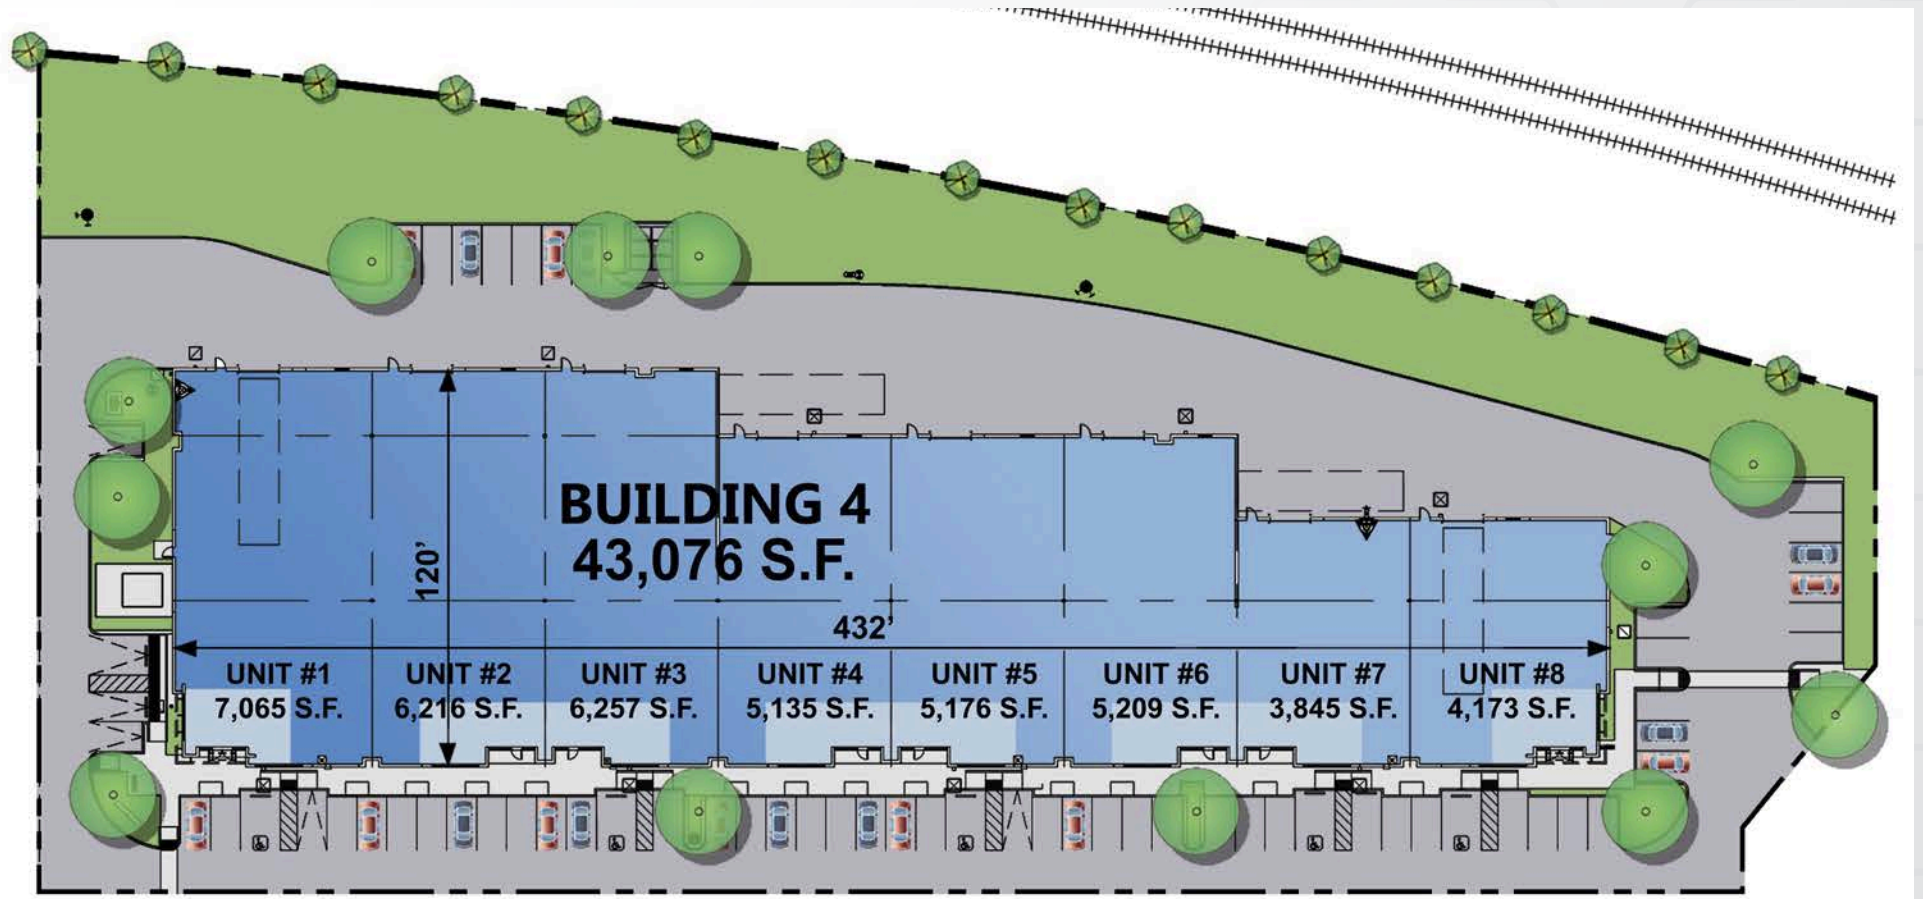 BUILDING 4
43,076 S.F.
120'
432'
UNIT #1
7,065 S.F.
UNIT #2
6,216 S.F.
UNIT #3
6,257 S.F.
UNIT #4
5,135 S.F.
UNIT #5
5,176 S.F.
UNIT #6
5,209 S.F.
UNIT #7
3,845 S.F.
UNIT #8
4,173 S.F.